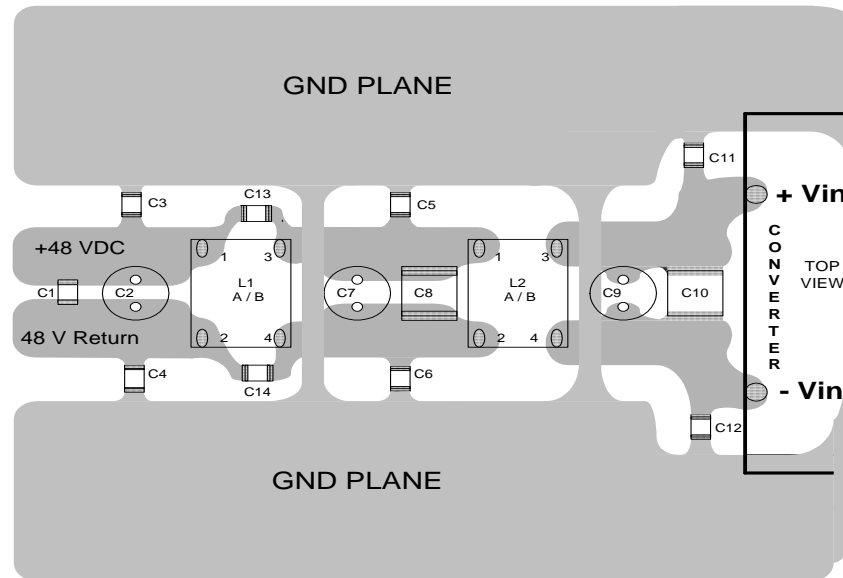 GND PLANE
C11
C3
C13
C5
+ Vin
+48 VDC
1
3
L1
A / B
2
4
1
3
L2
A / B
2
4
C1
C2
C7
C8
C9
C10
CONVERTER
TOP
VIEW
48 V Return
C4
C14
C6
- Vin
C12
GND PLANE